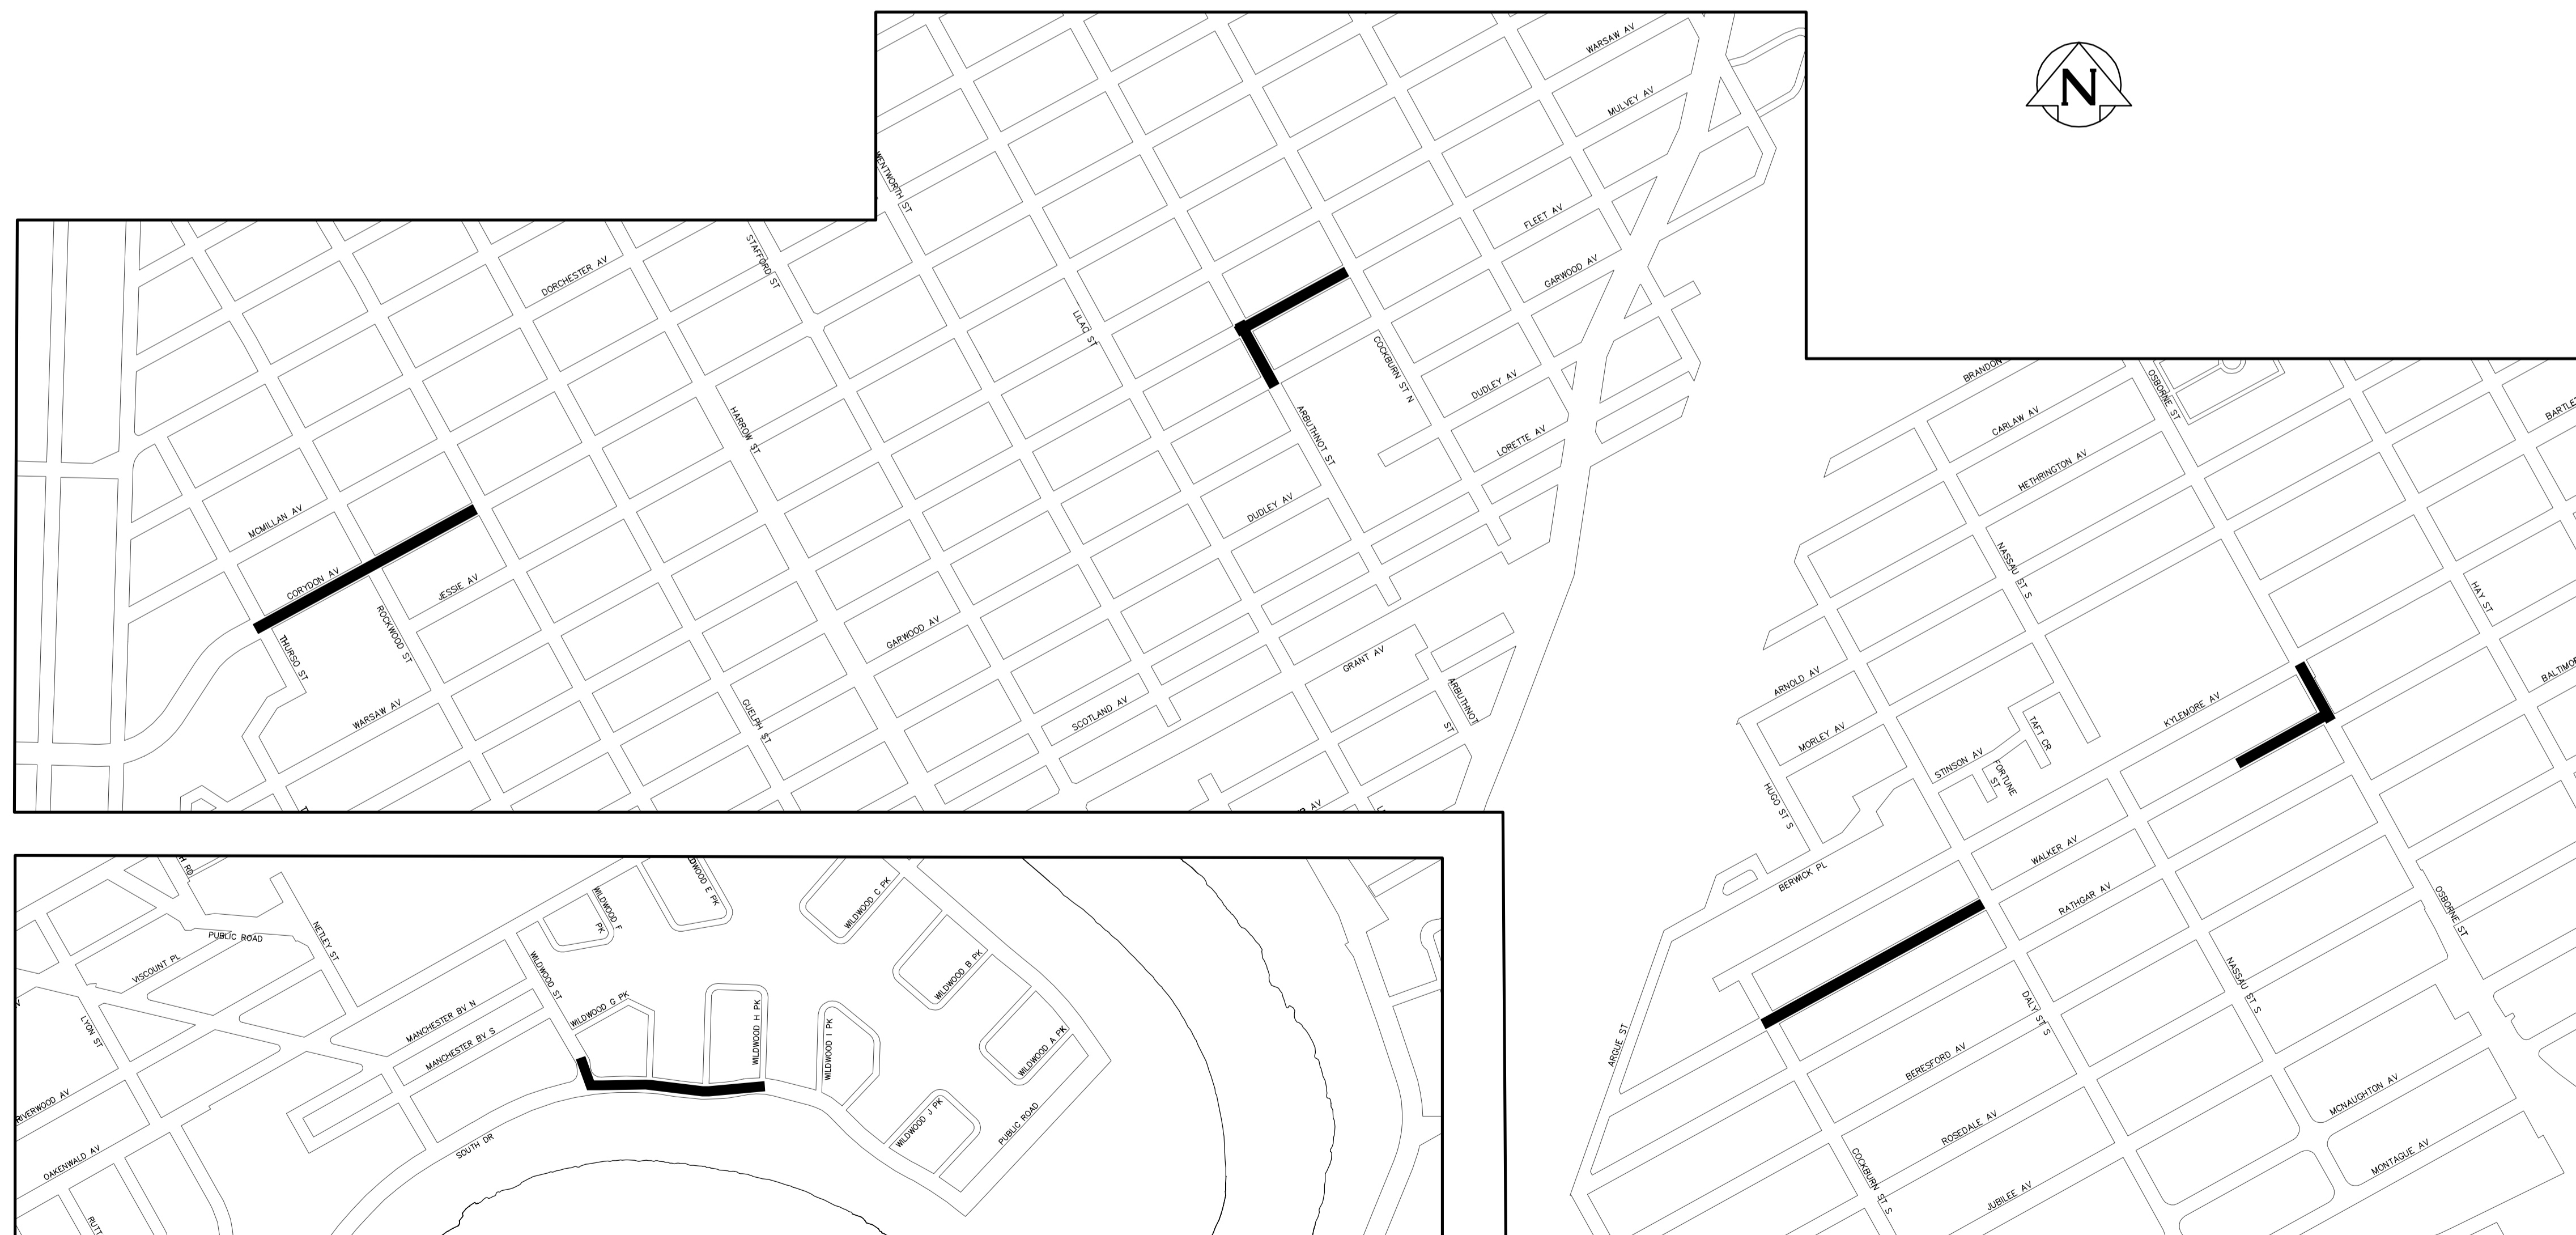 WARSAW AV
N
MULVEY AV
WENTWORTH ST
FLEET AV
STAFFORD ST
DORCHESTER AV
GARWOOD AV
LILAC ST
COCKBURN ST N
BRANDON
OSBORNE ST
DUDLEY AV
CARLAW AV
HARROW ST
ARBUTHNOT ST
LORETTE AV
HETHRINGTON AV
MCMILLAN AV
DUDLEY AV
NASSAU ST S
CORYDON AV
JESSIE AV
HAY ST
ROCKWOOD ST
GARWOOD AV
THURSO ST
GRANT AV
ARNOLD AV
ARBUTHNOT
ST
WARSAW AV
GUELPH ST
SCOTLAND AV
KYLEMORE AV
MORLEY AV
TAFT CR
STINSON AV
FORTUNE
ST
HUGO ST S
WALKER AV
BERWICK PL
RATHGAR AV
OSBORNE ST
WILDWOOD C PK
WILDWOOD F
PK
PUBLIC ROAD
NETLEY ST
VISCOUNT PL
WILDWOOD ST
WILDWOOD B PK
NASSAU ST S
WILDWOOD G PK
MANCHESTER BV N
LYON ST
MANCHESTER BV S
WILDWOOD H PK
WILDWOOD I PK
WILDWOOD A PK
DALY ST S
ARGUE ST
BERESFORD AV
RIVERWOOD AV
WILDWOOD J PK
PUBLIC ROAD
MCNAUGHTON AV
SOUTH DR
ROSEDALE AV
OAKENWALD AV
MONTAGUE AV
COCKBURN ST S
JUBILEE AV
RUTT